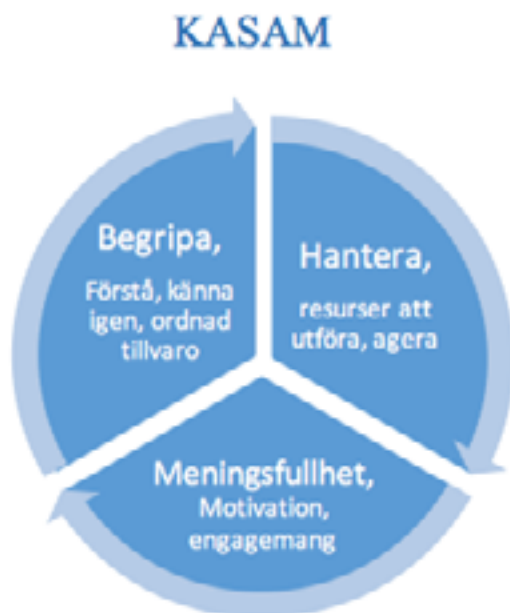 KASAM
Begripa,
Förstå, känna
igen, ordnad
tillvaro
Hantera,
resurser att
utföra, agera
Meningsfullhet,
Motivation,
engagemang